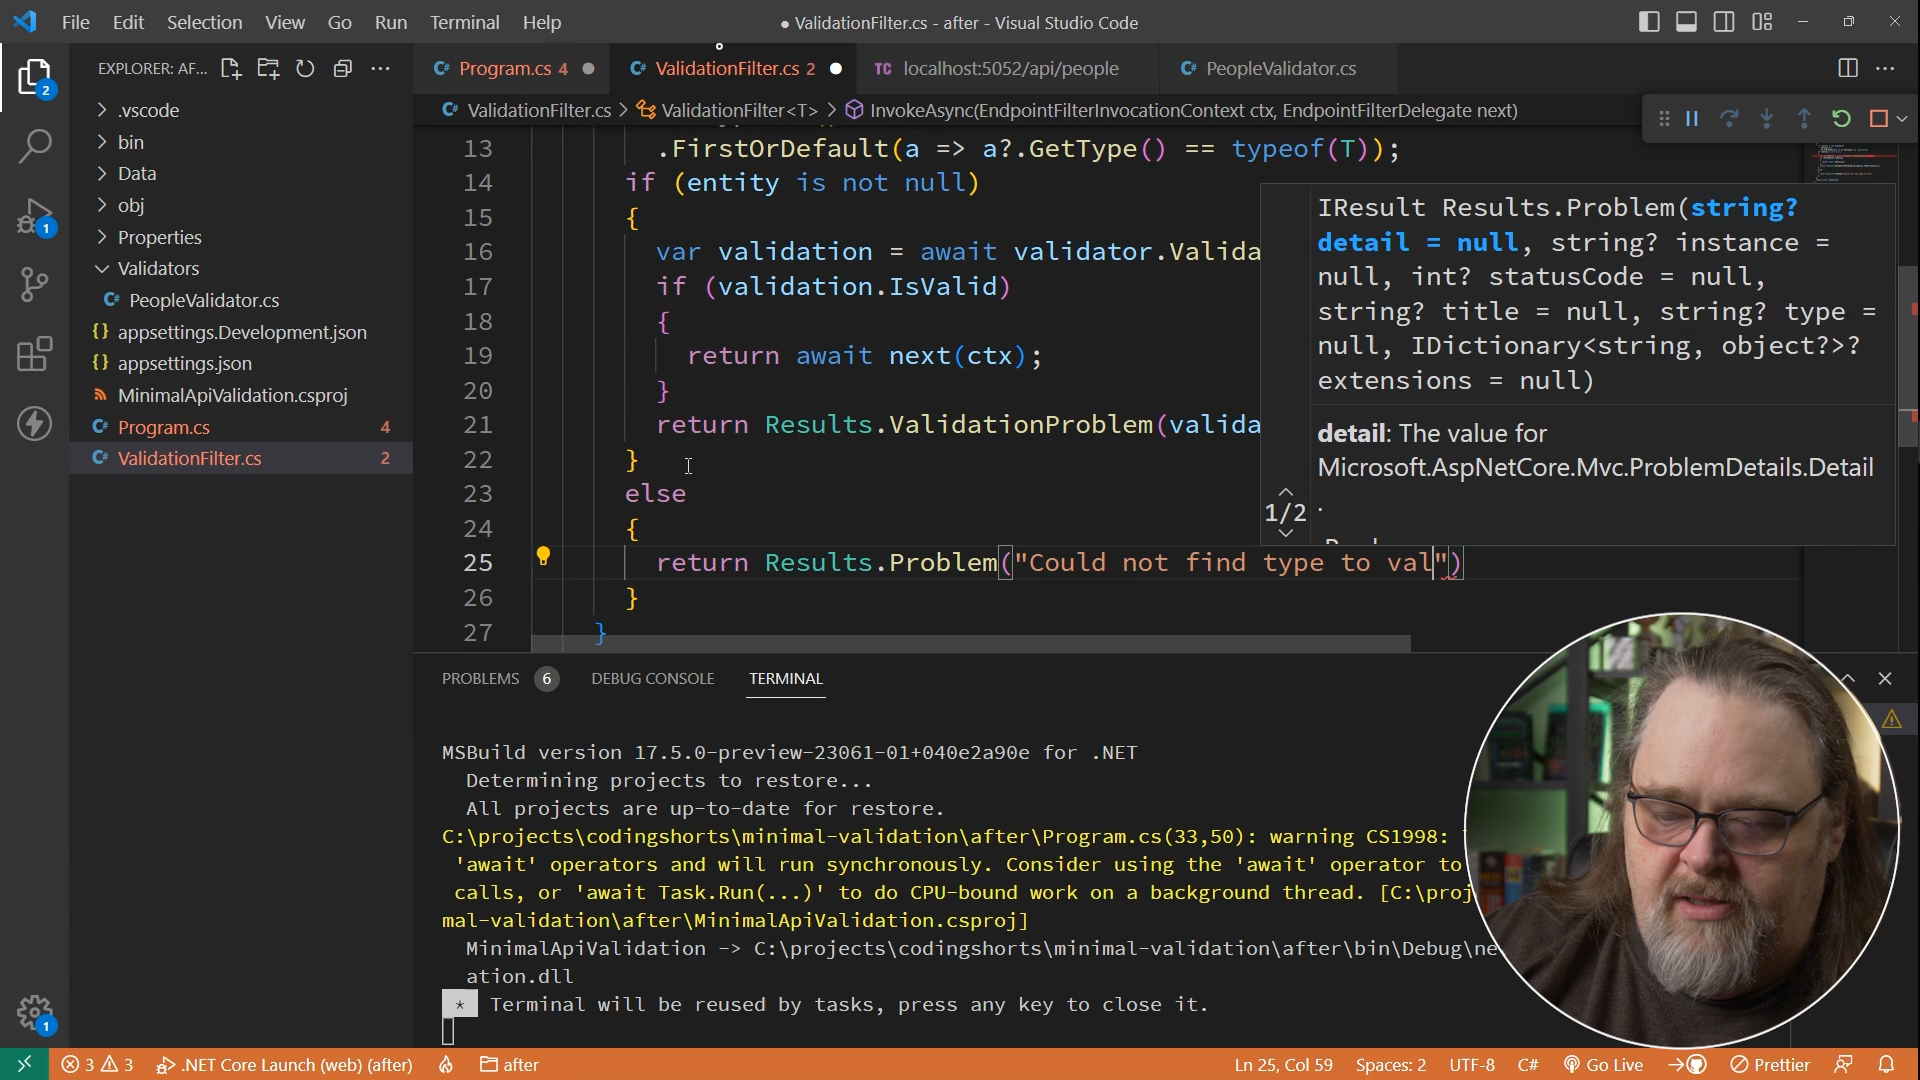 File Edit Selection View Go Run Terminal Help
● ValidationFilter.cs - after - Visual Studio Code
EXPLORER: AF...
C# Program.cs 4
C# ValidationFilter.cs 2
TC localhost:5052/api/people
C# PeopleValidator.cs
C# ValidationFilter.cs > ValidationFilter<T> > InvokeAsync(EndpointFilterInvocationContext ctx, EndpointFilterDelegate next)
2
1
.vscode
bin
Data
obj
Properties
Validators
C# PeopleValidator.cs
{} appsettings.Development.json
{} appsettings.json
MinimalApiValidation.csproj
C# Program.cs 4
C# ValidationFilter.cs 2
1
13 .FirstOrDefault(a => a?.GetType() == typeof(T));
14 if (entity is not null)
15 {
16 var validation = await validator.Valida
17 if (validation.IsValid)
18 {
19 return await next(ctx);
20 }
21 return Results.ValidationProblem(valida
22 }
23 else
24 {
25 return Results.Problem("Could not find type to val")
26 }
27 }
IResult Results.Problem(string?
detail = null, string? instance =
null, int? statusCode = null,
string? title = null, string? type =
null, IDictionary<string, object?>?
extensions = null)
detail: The value for
Microsoft.AspNetCore.Mvc.ProblemDetails.Detail
.
1/2
PROBLEMS 6 DEBUG CONSOLE TERMINAL
MSBuild version 17.5.0-preview-23061-01+040e2a90e for .NET
Determining projects to restore...
All projects are up-to-date for restore.
C:\projects\codingshorts\minimal-validation\after\Program.cs(33,50): warning CS1998:
'await' operators and will run synchronously. Consider using the 'await' operator to
calls, or 'await Task.Run(...)' to do CPU-bound work on a background thread. [C:\proj
mal-validation\after\MinimalApiValidation.csproj]
MinimalApiValidation -> C:\projects\codingshorts\minimal-validation\after\bin\Debug\ne
ation.dll
* Terminal will be reused by tasks, press any key to close it.
3 3 .NET Core Launch (web) (after) after Ln 25, Col 59 Spaces: 2 UTF-8 C# Go Live Prettier